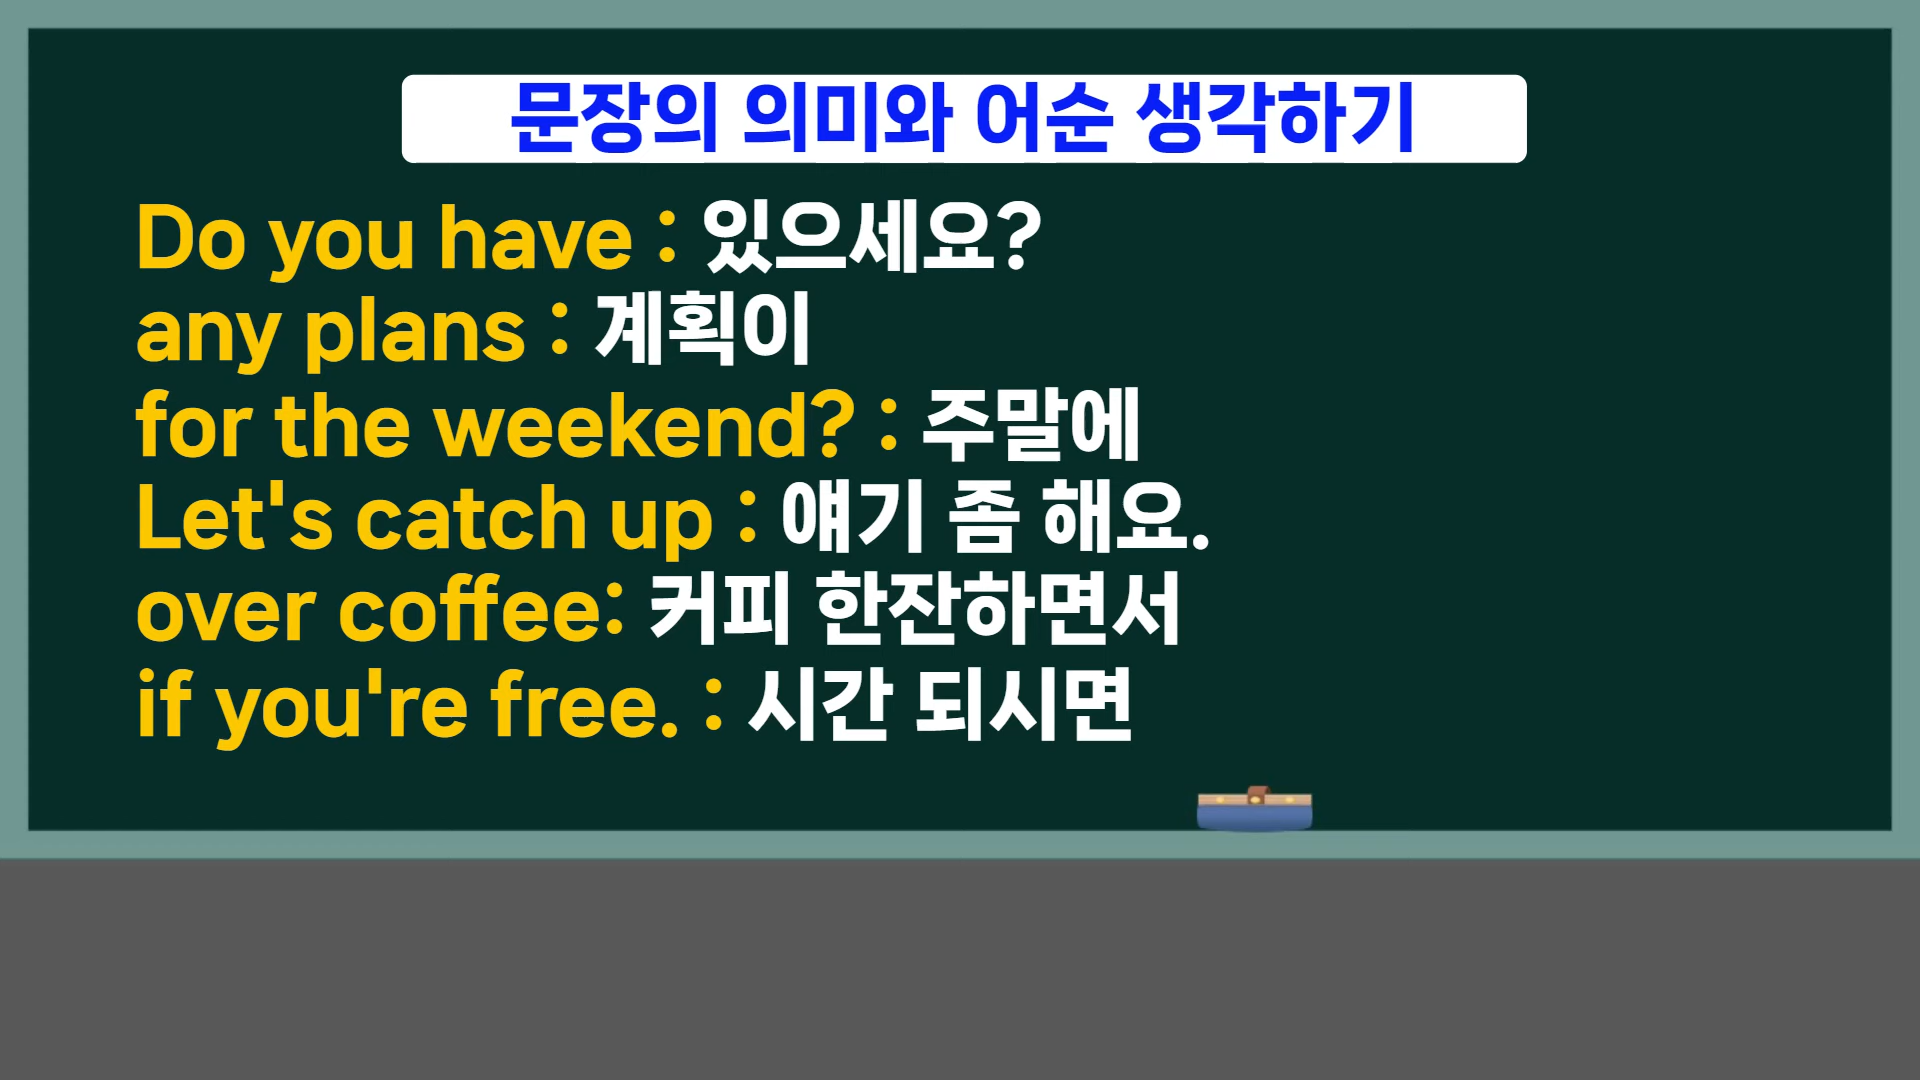 문장의 의미와 어순 생각하기
Do you have : 있으세요?
any plans : 계획이
for the weekend? : 주말에
Let's catch up : 얘기 좀 해요.
over coffee: 커피 한잔하면서
if you're free. : 시간 되시면